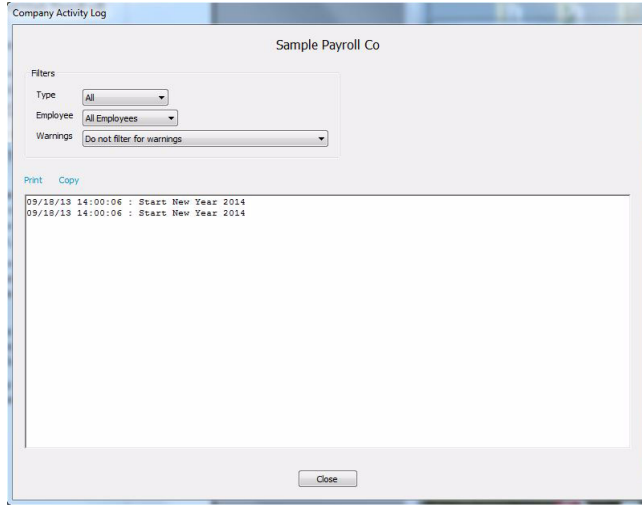 Company Activity Log
Sample Payroll Co
Filters
Type
All
Employee
All Employees
Warnings
Do not filter for warnings
Print Copy
09/18/13 14:00:06 : Start New Year 2014
09/18/13 14:00:06 : Start New Year 2014
Close